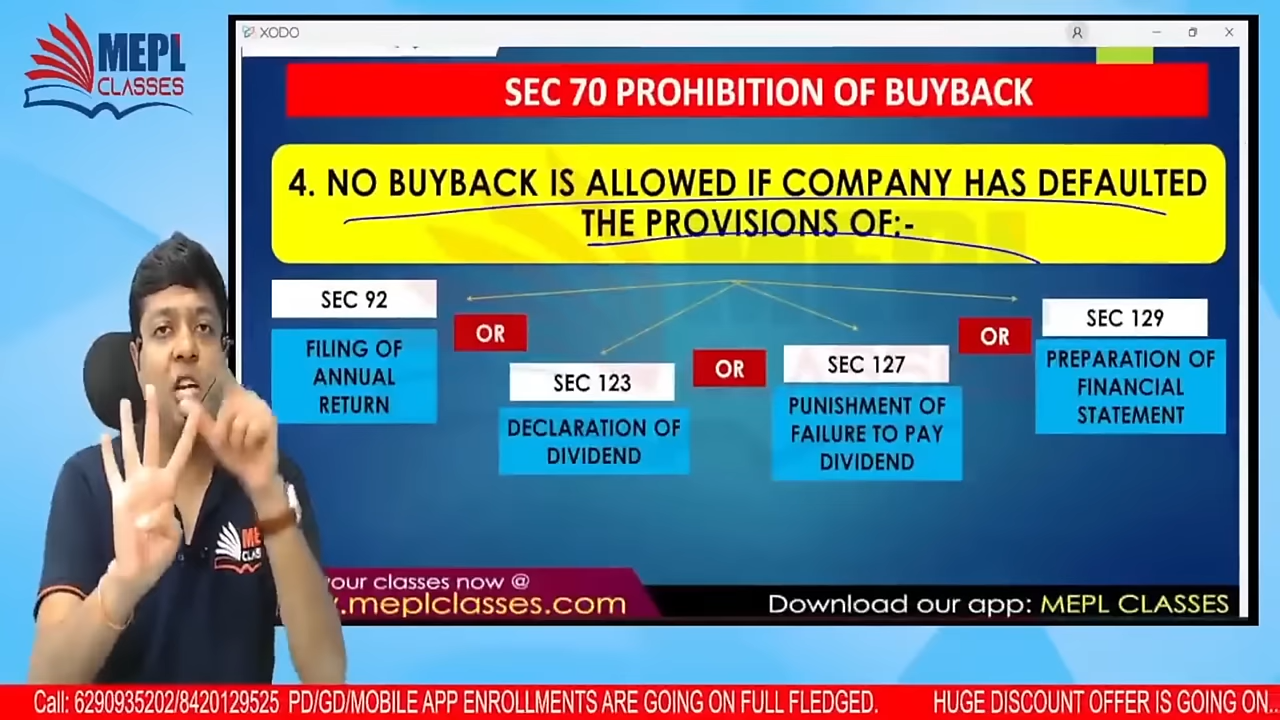 MEPL
CLASSES
XODO
SEC 70 PROHIBITION OF BUYBACK
4. NO BUYBACK IS ALLOWED IF COMPANY HAS DEFAULTED
THE PROVISIONS OF:-
SEC 92
FILING OF
ANNUAL
RETURN
OR
SEC 123
DECLARATION OF
DIVIDEND
OR
SEC 127
PUNISHMENT OF
FAILURE TO PAY
DIVIDEND
OR
SEC 129
PREPARATION OF
FINANCIAL
STATEMENT
your classes now @
.meplclasses.com
Download our app: MEPL CLASSES
Call: 6290935202/8420129525 PD/GD/MOBILE APP ENROLLMENTS ARE GOING ON FULL FLEDGED. HUGE DISCOUNT OFFER IS GOING ON..